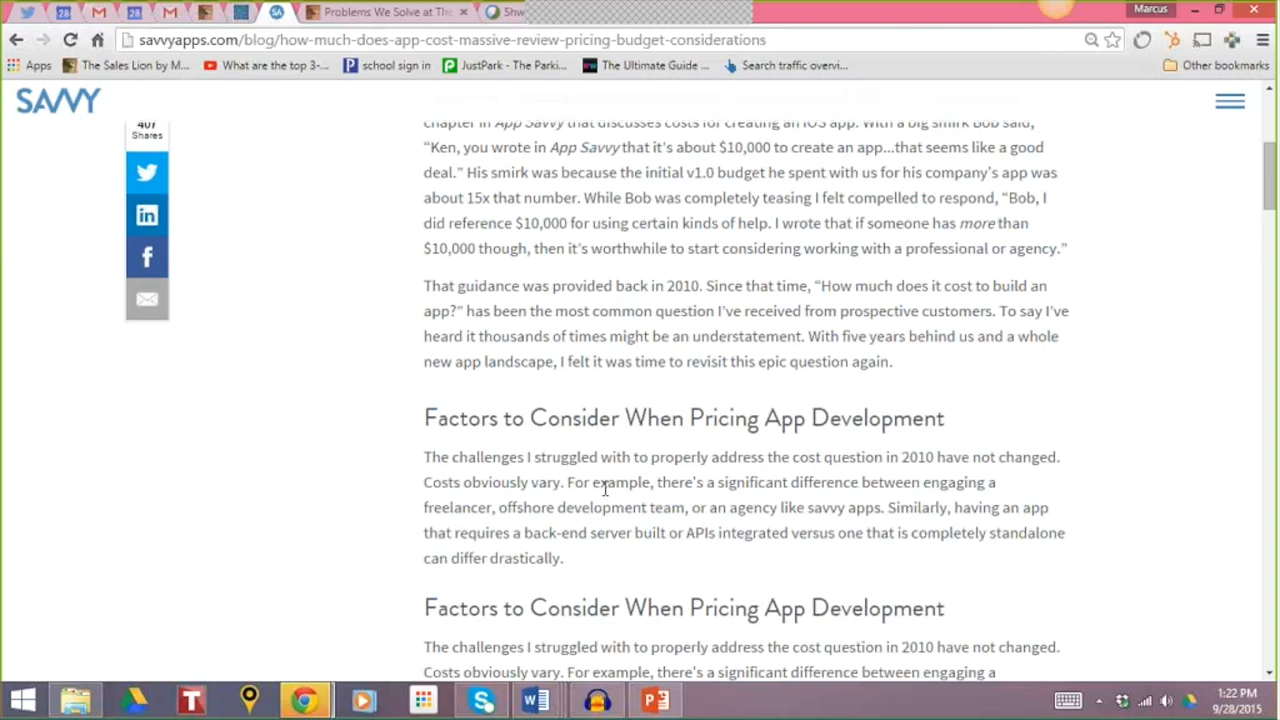 28
28
SA
Problems We Solve at Th
Shw
Marcus
savvyapps.com/blog/how-much-does-app-cost-massive-review-pricing-budget-considerations
Apps
The Sales Lion by M...
What are the top 3-...
school sign in
JustPark - The Parki...
The Ultimate Guide ...
Search traffic overvi...
Other bookmarks
SAVVY
407
Shares
chapter in App Savvy that discusses costs for creating an iOS app. With a big smirk Bob said,
“Ken, you wrote in App Savvy that it’s about $10,000 to create an app...that seems like a good
deal.” His smirk was because the initial v1.0 budget he spent with us for his company’s app was
about 15x that number. While Bob was completely teasing I felt compelled to respond, “Bob, I
did reference $10,000 for using certain kinds of help. I wrote that if someone has more than
$10,000 though, then it’s worthwhile to start considering working with a professional or agency.”
That guidance was provided back in 2010. Since that time, “How much does it cost to build an
app?” has been the most common question I’ve received from prospective customers. To say I’ve
heard it thousands of times might be an understatement. With five years behind us and a whole
new app landscape, I felt it was time to revisit this epic question again.
Factors to Consider When Pricing App Development
The challenges I struggled with to properly address the cost question in 2010 have not changed.
Costs obviously vary. For example, there’s a significant difference between engaging a
freelancer, offshore development team, or an agency like savvy apps. Similarly, having an app
that requires a back-end server built or APIs integrated versus one that is completely standalone
can differ drastically.
Factors to Consider When Pricing App Development
The challenges I struggled with to properly address the cost question in 2010 have not changed.
Costs obviously vary. For example, there’s a significant difference between engaging a
1:22 PM
9/28/2015